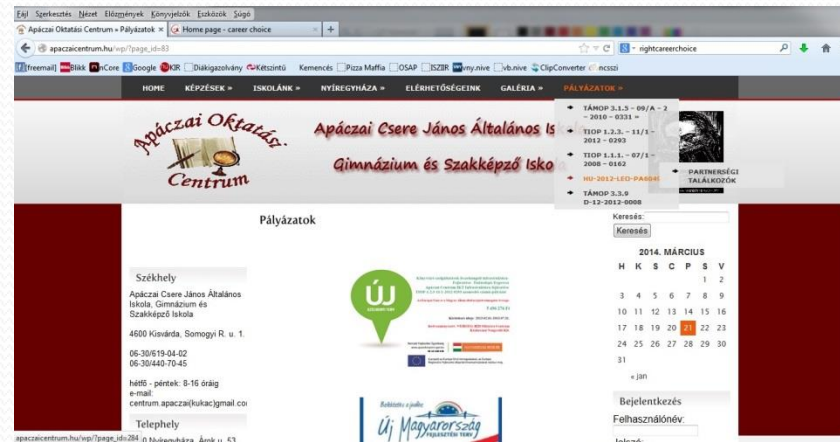 Fájl Szerkesztés Nézet Előzmények Könyvjelzők Eszközök Súgó
Apáczai Oktatási Centrum » Pályázatok
Home page - career choice
apaczaicentrum.hu/wp/?page_id=83
rightcareerchoice
[freemail] Blikk nCore Google KIR Diákigazolvány Kétszintű Kemencés Pizza Maffia OSAP ISZIIR vny.nive vb.nive ClipConverter ncsszi
HOME KÉPZÉSEK » ISKOLÁNK » NYÍREGYHÁZA » ELÉRHETŐSÉGEINK GALÉRIA » PÁLYÁZATOK »
TÁMOP 3.1.5 - 09/A - 2
- 2010 - 0331 »
TIOP 1.2.3. - 11/1 -
2012 - 0293
TIOP 1.1.1. - 07/1 -
2008 - 0162
PARTNERSÉGI
TALÁLKOZÓK
TÁMOP 3.3.9
D-12-2012-0008
Apáczai Oktatási
Centrum
Apáczai Csere János Általános
Gimnázium és Szakképző
Pályázatok
Keresés:
Keresés
2014. MÁRCIUS
H K S C P S V
1 2
3 4 5 6 7 8 9
10 11 12 13 14 15 16
17 18 19 20 21 22 23
24 25 26 27 28 29 30
31
« jan
Székhely
Apáczai Csere János Általános
Iskola, Gimnázium és
Szakképző Iskola
4600 Kisvárda, Somogyi R. u. 1.
06-30/619-04-02
06-30/440-70-45
hétfő - péntek: 8-16 óráig
e-mail:
centrum.apaczai(kukac)gmail.co
Telephely
Nyíregyháza, Árok u. 53
ÚJ
SZÉCHENYI TERV
Új Magyarország
FEJLESZTÉSI TERV
Bejelentkezés
Felhasználónév:
apaczaicentrum.hu/wp/?page_id=284